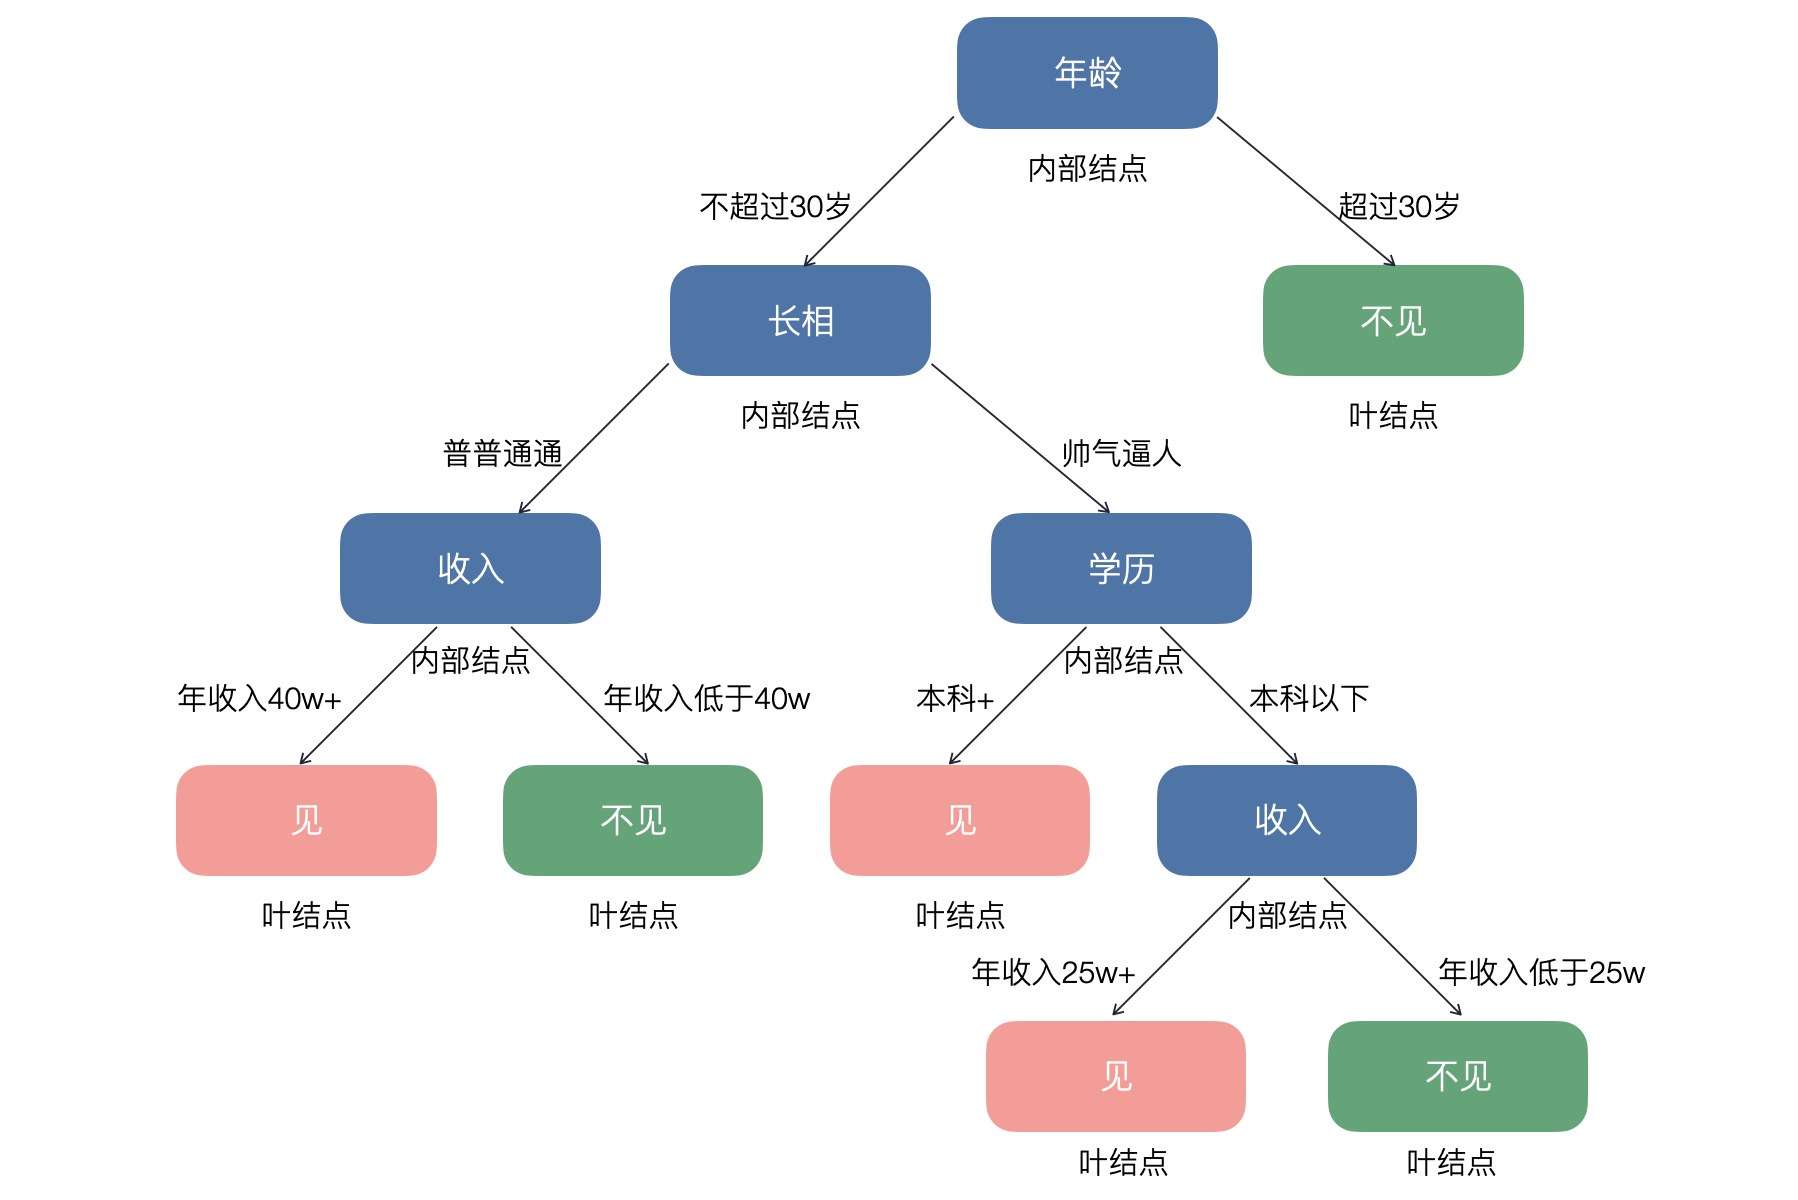 年龄
内部结点
不超过30岁
超过30岁
长相
不见
内部结点
叶结点
普普通通
帅气逼人
收入
学历
内部结点
内部结点
年收入40w+
年收入低于40w
本科+
本科以下
见
不见
见
收入
叶结点
叶结点
叶结点
内部结点
年收入25w+
年收入低于25w
见
不见
叶结点
叶结点